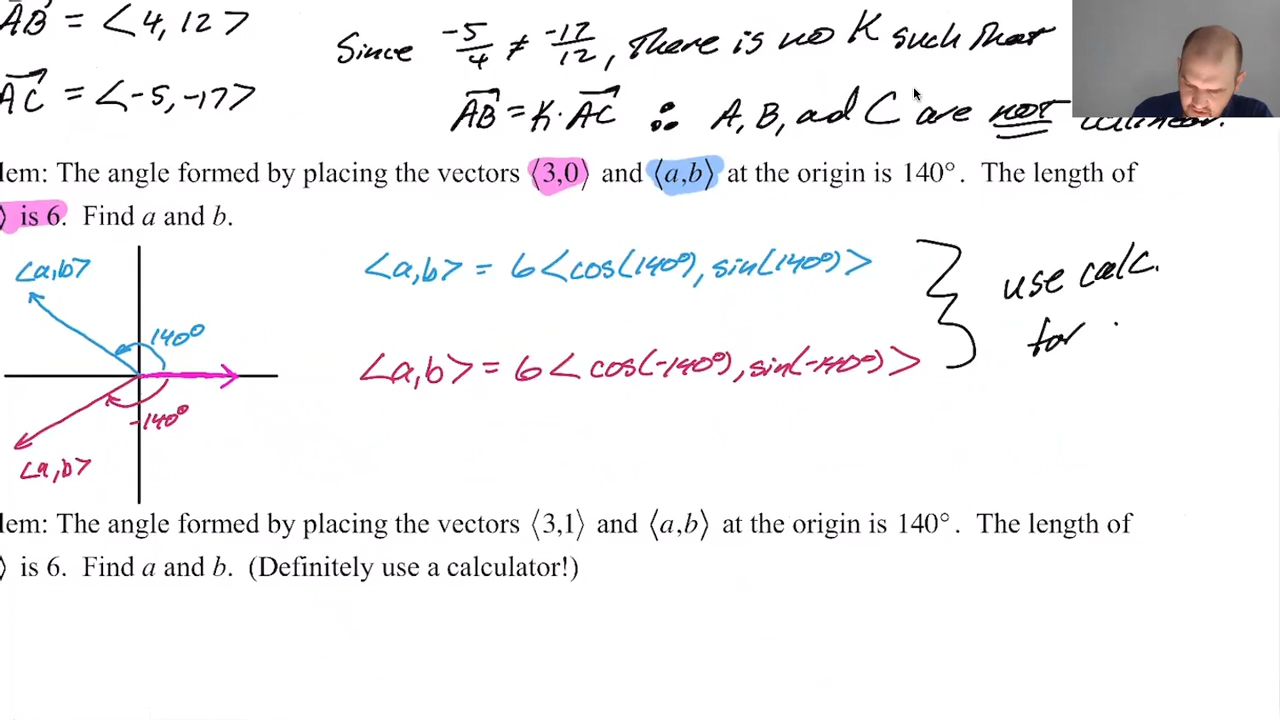 AB = <4, 12>
Since -5/4 ≠ -17/12, there is no K such that
AC = <-5, -17>
AB = K · AC ∴ A, B, and C are not
lem: The angle formed by placing the vectors ⟨3,0⟩ and ⟨a,b⟩ at the origin is 140°. The length of
⟩ is 6. Find a and b.
<a,b>
140°
-140°
<a,b>
<a,b> = 6<cos(140°), sin(140°)>
<a,b> = 6<cos(-140°), sin(-140°)>
use calc.
for
lem: The angle formed by placing the vectors ⟨3,1⟩ and ⟨a,b⟩ at the origin is 140°. The length of
⟩ is 6. Find a and b. (Definitely use a calculator!)